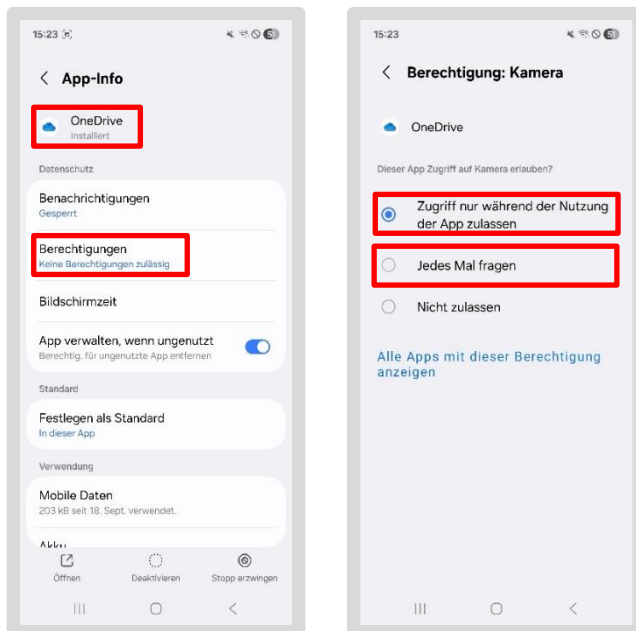 15:23
App-Info
OneDrive
Installiert
Datenschutz
Benachrichtigungen
Gesperrt
Berechtigungen
Keine Berechtigungen zulässig
Bildschirmzeit
App verwalten, wenn ungenutzt
Berechtig. für ungenutzte App entfernen
Standard
Festlegen als Standard
In dieser App
Verwendung
Mobile Daten
203 kB seit 18. Sept. verwendet.
Akku
Öffnen
Deaktivieren
Stopp erzwingen
15:23
Berechtigung: Kamera
OneDrive
Dieser App Zugriff auf Kamera erlauben?
Zugriff nur während der Nutzung
der App zulassen
Jedes Mal fragen
Nicht zulassen
Alle Apps mit dieser Berechtigung
anzeigen